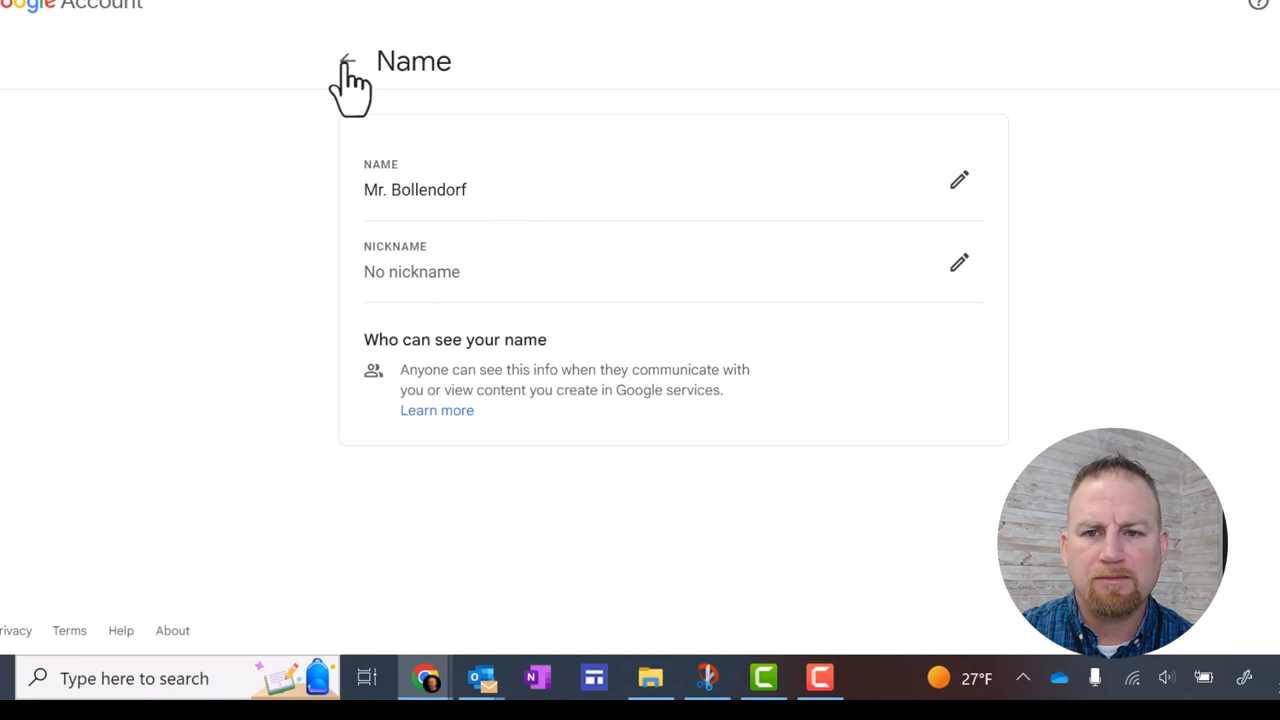 oogle Account
Name
NAME
Mr. Bollendorf
NICKNAME
No nickname
Who can see your name
Anyone can see this info when they communicate with
you or view content you create in Google services.
Learn more
rivacy Terms Help About
Type here to search
27°F